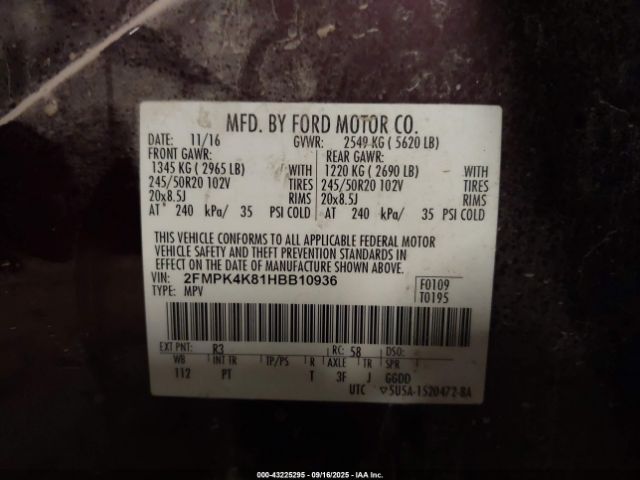 MFD. BY FORD MOTOR CO.
DATE: 11/16 GVWR: 2549 KG ( 5620 LB)
FRONT GAWR: REAR GAWR:
1345 KG ( 2965 LB) WITH 1220 KG ( 2690 LB) WITH
245/50R20 102V TIRES 245/50R20 102V TIRES
20x8.5J RIMS 20x8.5J RIMS
AT 240 kPa/ 35 PSI COLD AT 240 kPa/ 35 PSI COLD
THIS VEHICLE CONFORMS TO ALL APPLICABLE FEDERAL MOTOR
VEHICLE SAFETY AND THEFT PREVENTION STANDARDS IN
EFFECT ON THE DATE OF MANUFACTURE SHOWN ABOVE.
VIN: 2FMPK4K81HBB10936 F0109
TYPE: MPV T0195
EXT PNT: R3 RC: 58 DSO:
WB INT TR TP/PS R AXLE TR SPR
112 PT T 3F J GGDD
UTC ▽5U5A-1520472-BA
000-43225295 - 09/16/2025 - IAA Inc.